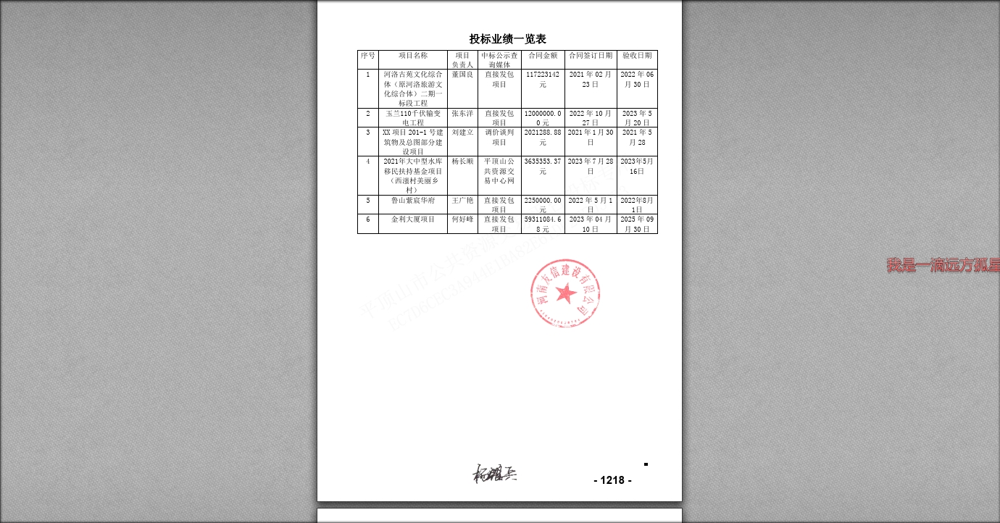 投标业绩一览表
序号 项目名称 项目 中标公示查 合同金额 合同签订日期 验收日期
负责人 询媒体
1 河洛古苑文化综合 董国良 直接发包 117223142 2021 年 02 月 2022 年 06
体（原河洛旅游文 项目 元 23 日 月 30 日
化综合体）二期一
标段工程
2 玉兰110千伏输变 张东洋 直接发包 12000000.0 2022 年 10 月 2023 年 5
电工程 项目 0 元 27 日 月 20 日
3 XX 项目 201-1 号建 刘建立 调价谈判 2021288.88 2021 年 1 月 30 2021 年 5
筑物及总图部分建 项目 元 日 月 28
设项目
4 2021年大中型水库 杨长顺 平顶山公 3635353.37 2023 年 7 月 28 2023年5月
移民扶持基金项目 共资源交 元 日 16日
（西湛村美丽乡 易中心网
村）
5 鲁山紫宸华府 王广艳 直接发包 2250000.00 2022 年 5 月 1 2022年8月
项目 元 日 1日
6 金利大厦项目 何好峰 直接发包 59311084.6 2023 年 04 月 2025 年 09
项目 8 元 10 日 月 30 日
平顶山市公共资源
河南友信建设有限公司
我是一滴远方孤星
- 1218 -